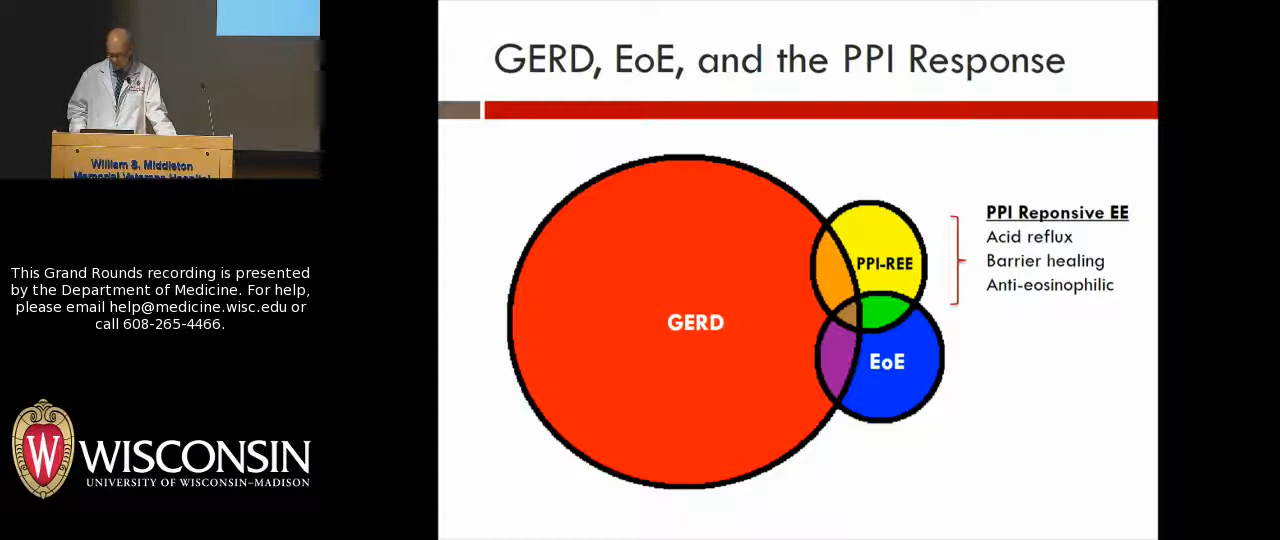 William S. Middleton
Memorial Veterans Hospital
This Grand Rounds recording is presented
by the Department of Medicine. For help,
please email help@medicine.wisc.edu or
call 608-265-4466.
W
WISCONSIN
UNIVERSITY OF WISCONSIN–MADISON
GERD, EoE, and the PPI Response
GERD
PPI-REE
EoE
PPI Reponsive EE
Acid reflux
Barrier healing
Anti-eosinophilic